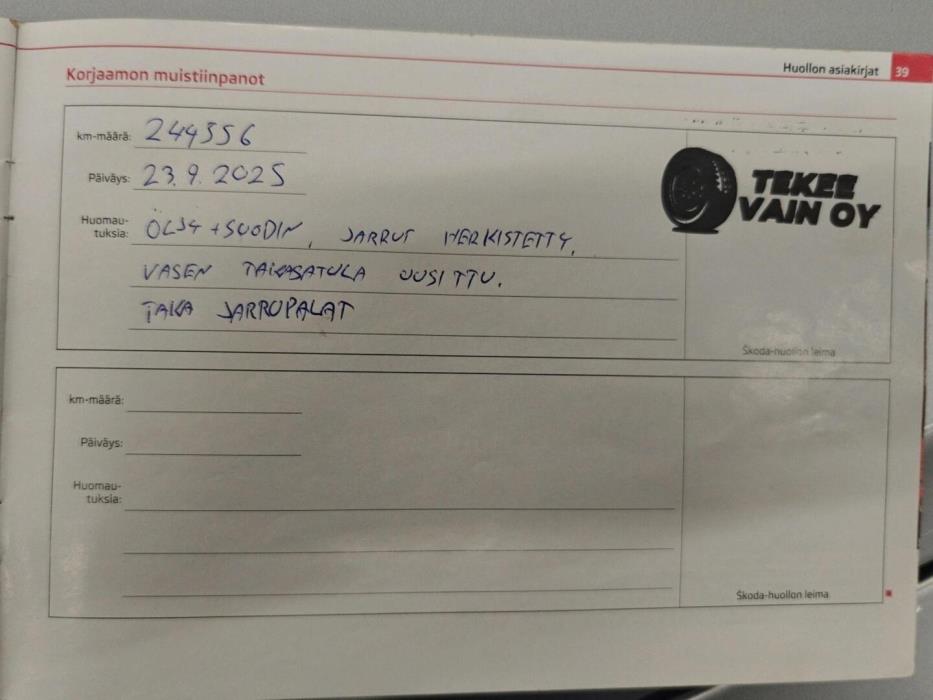 Huollon asiakirjat 39
Korjaamon muistiinpanot
km-määrä: 244356
Päiväys: 23.9.2025
Huomau-
tuksia: ÖLJY + SUODIN, JARRUT HERKISTETTY,
VASEN TAKASATULA UUSITTU.
TAKA JARRUPALAT
TEKEE
VAIN OY
Škoda-huollon leima
km-määrä:
Päiväys:
Huomau-
tuksia:
Škoda-huollon leima